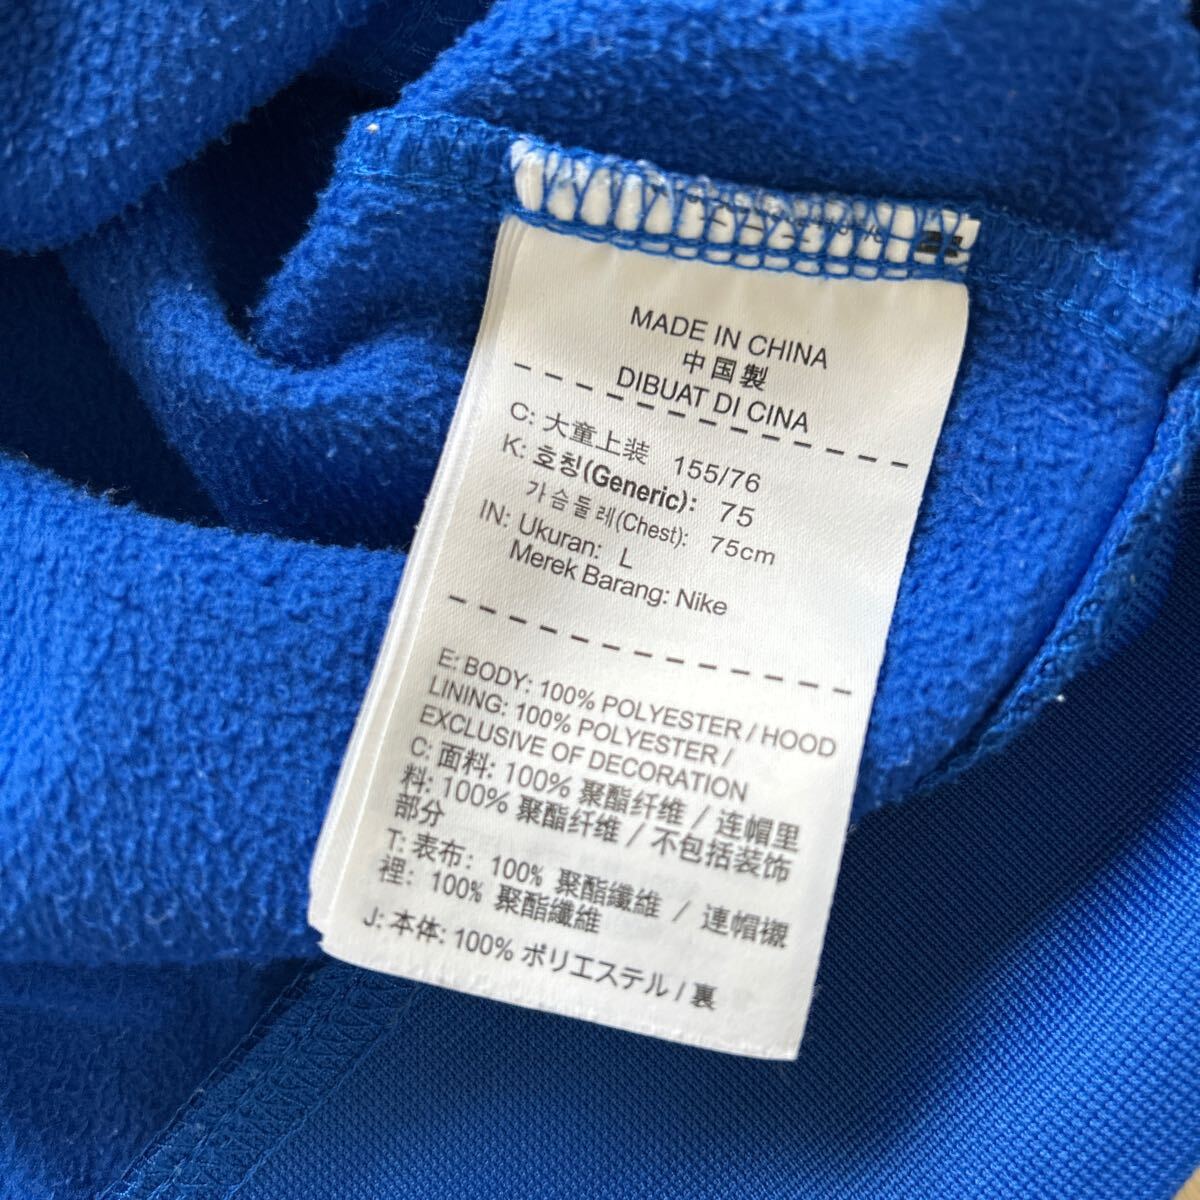 MADE IN CHINA
中国製
DIBUAT DI CINA
C: 大童上装 155/76
K: 호칭(Generic): 75
가슴둘레(Chest): 75cm
IN: Ukuran: L
Merek Barang: Nike
E: BODY: 100% POLYESTER / HOOD
LINING: 100% POLYESTER /
EXCLUSIVE OF DECORATION
C: 面料: 100% 聚酯纤维 / 连帽里
料: 100% 聚酯纤维 / 不包括装饰
部分
T: 表布: 100% 聚酯纖維 / 連帽襯
裡: 100% 聚酯纖維
J: 本体: 100% ポリエステル / 裏